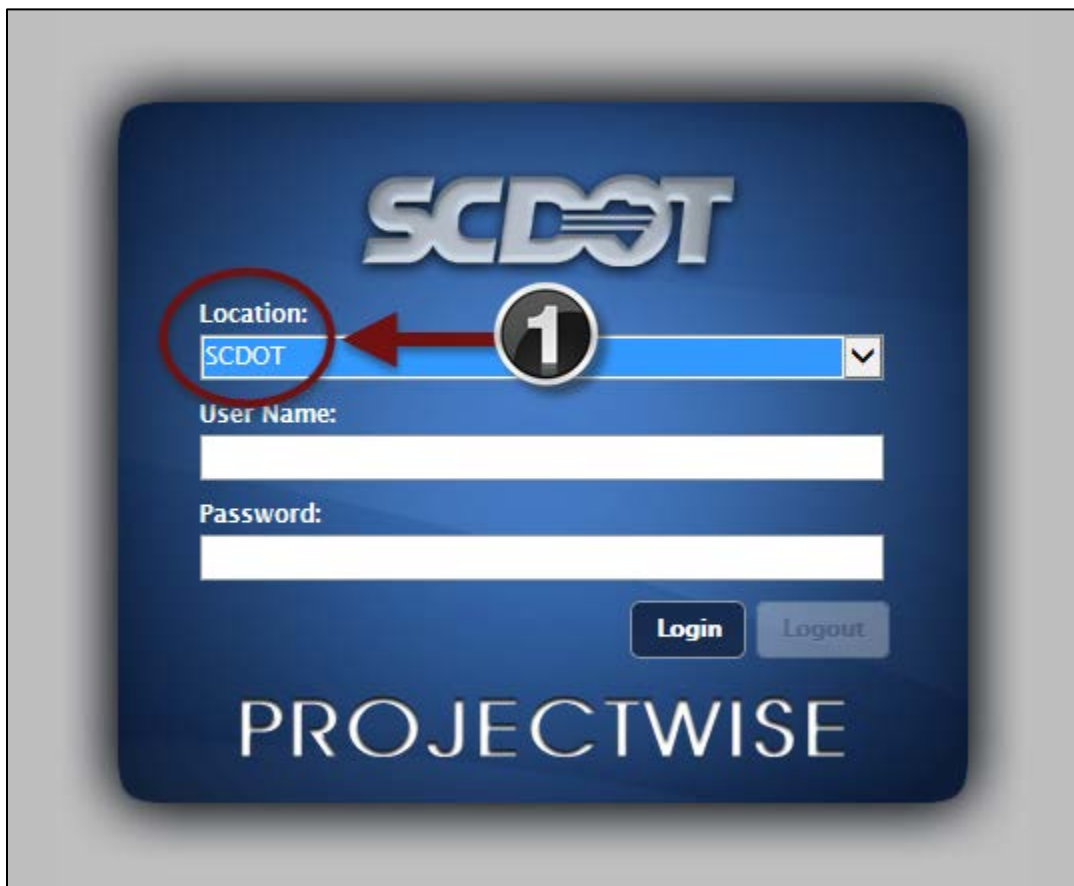 SCDOT
Location:
1
SCDOT
User Name:
Password:
Login Logout
PROJECTWISE